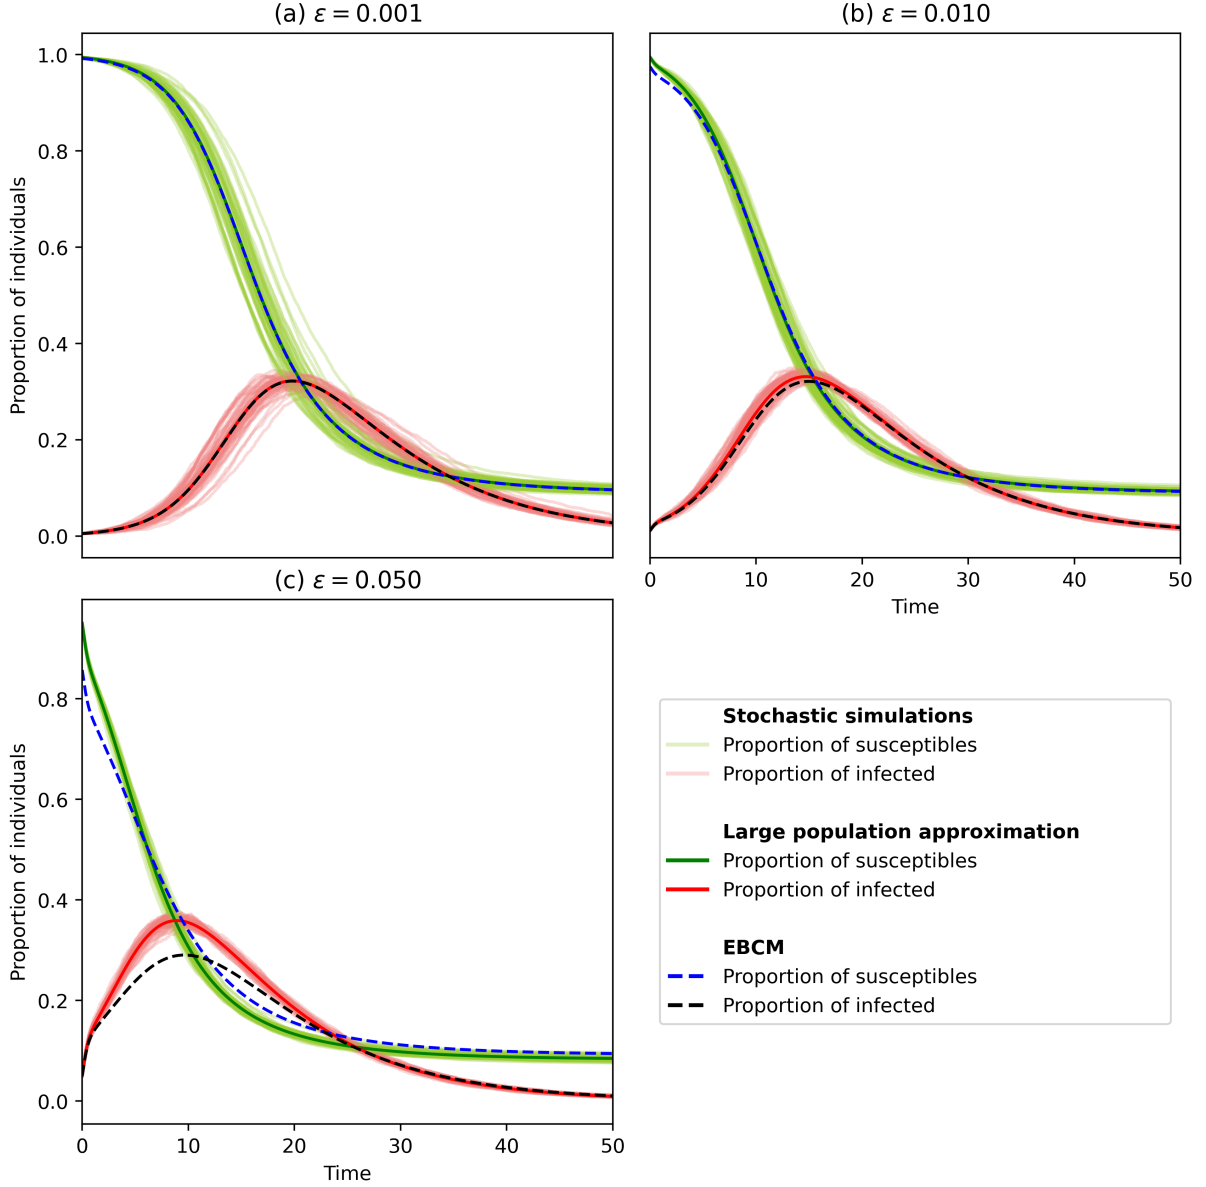 (a) ε = 0.001
1.0
0.8
0.6
0.4
0.2
0.0
Proportion of individuals
(b) ε = 0.010
0 10 20 30 40 50
Time
(c) ε = 0.050
0.8
0.6
0.4
0.2
0.0
Proportion of individuals
0 10 20 30 40 50
Time
Stochastic simulations
Proportion of susceptibles
Proportion of infected
Large population approximation
Proportion of susceptibles
Proportion of infected
EBCM
Proportion of susceptibles
Proportion of infected